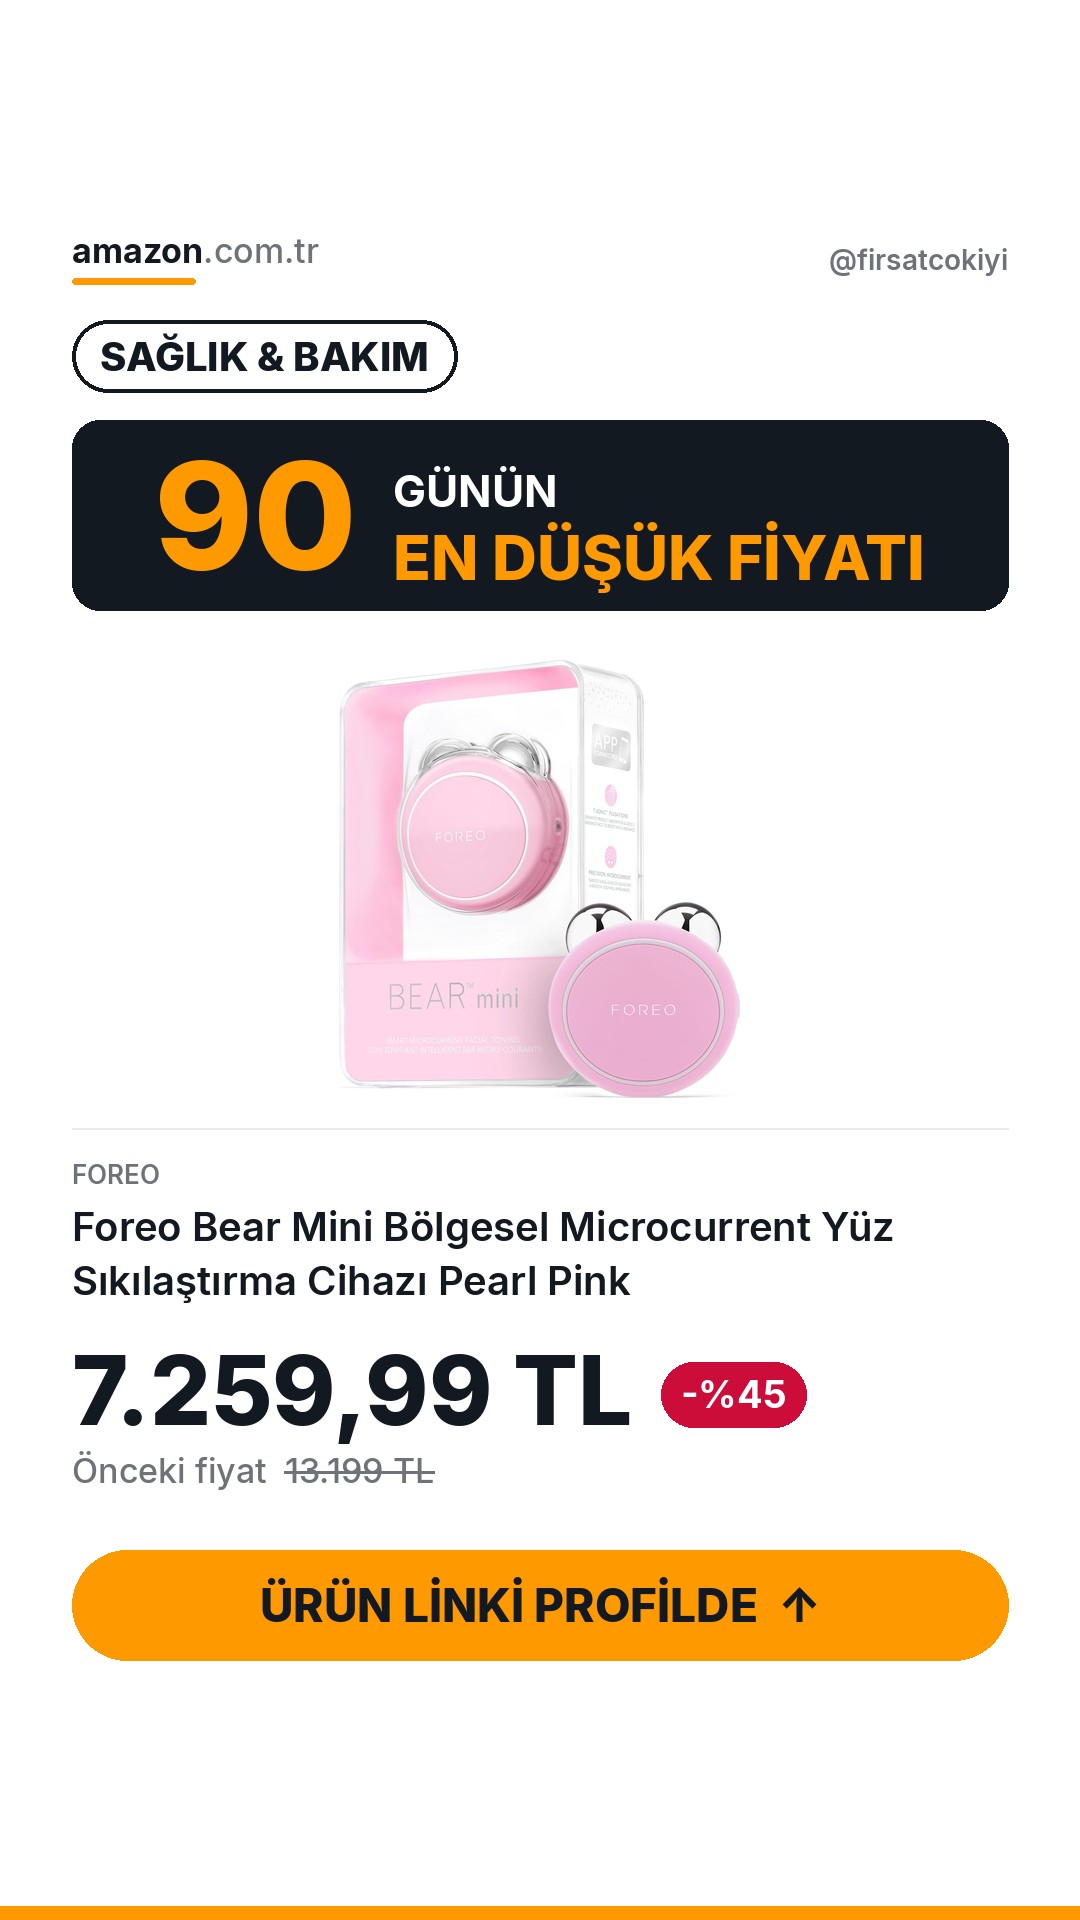 amazon.com.tr
@firsatcokiyi
SAĞLIK & BAKIM
90 GÜNÜN
EN DÜŞÜK FİYATI
APP
FOREO
BEAR™ mini
FOREO
FOREO
Foreo Bear Mini Bölgesel Microcurrent Yüz
Sıkılaştırma Cihazı Pearl Pink
7.259,99 TL -%45
Önceki fiyat 13.199 TL
ÜRÜN LİNKİ PROFİLDE ↑